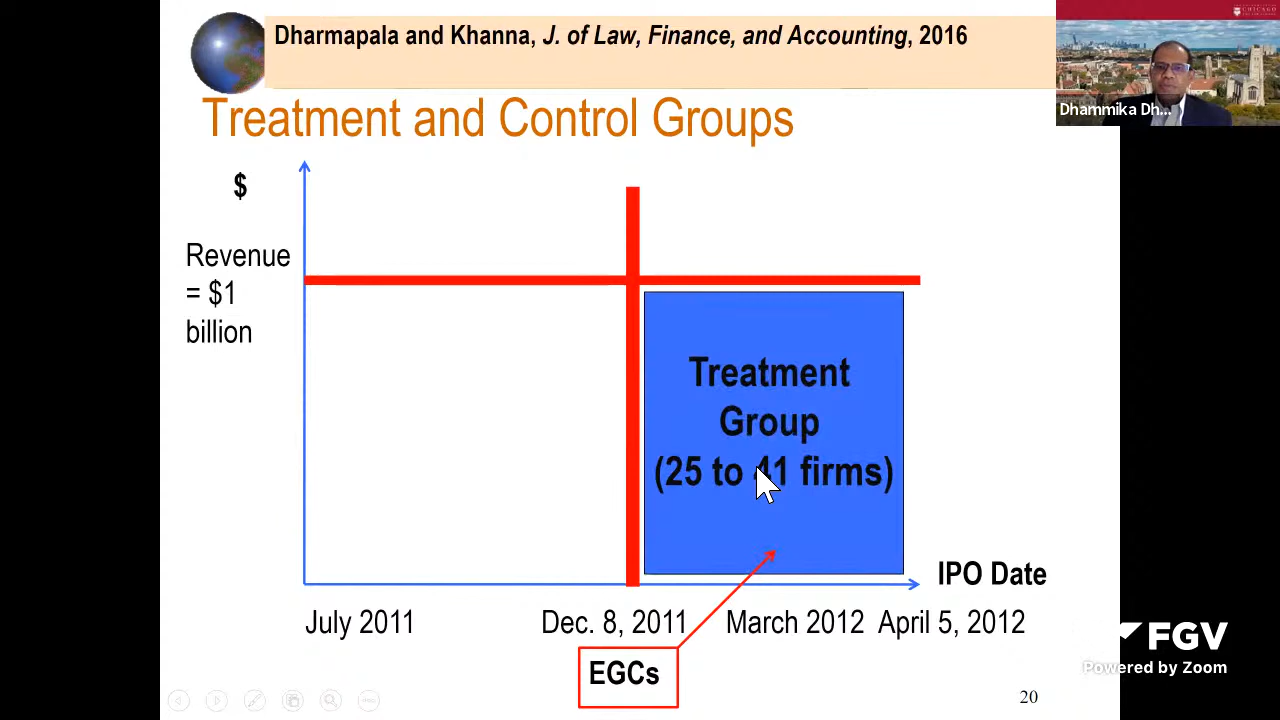 Dharmapala and Khanna, J. of Law, Finance, and Accounting, 2016
CHICAGO
Dhammika Dh...
Treatment and Control Groups
$
Revenue
= $1
billion
Treatment
Group
(25 to 41 firms)
IPO Date
July 2011
Dec. 8, 2011
March 2012
April 5, 2012
EGCs
20
FGV
Powered by Zoom